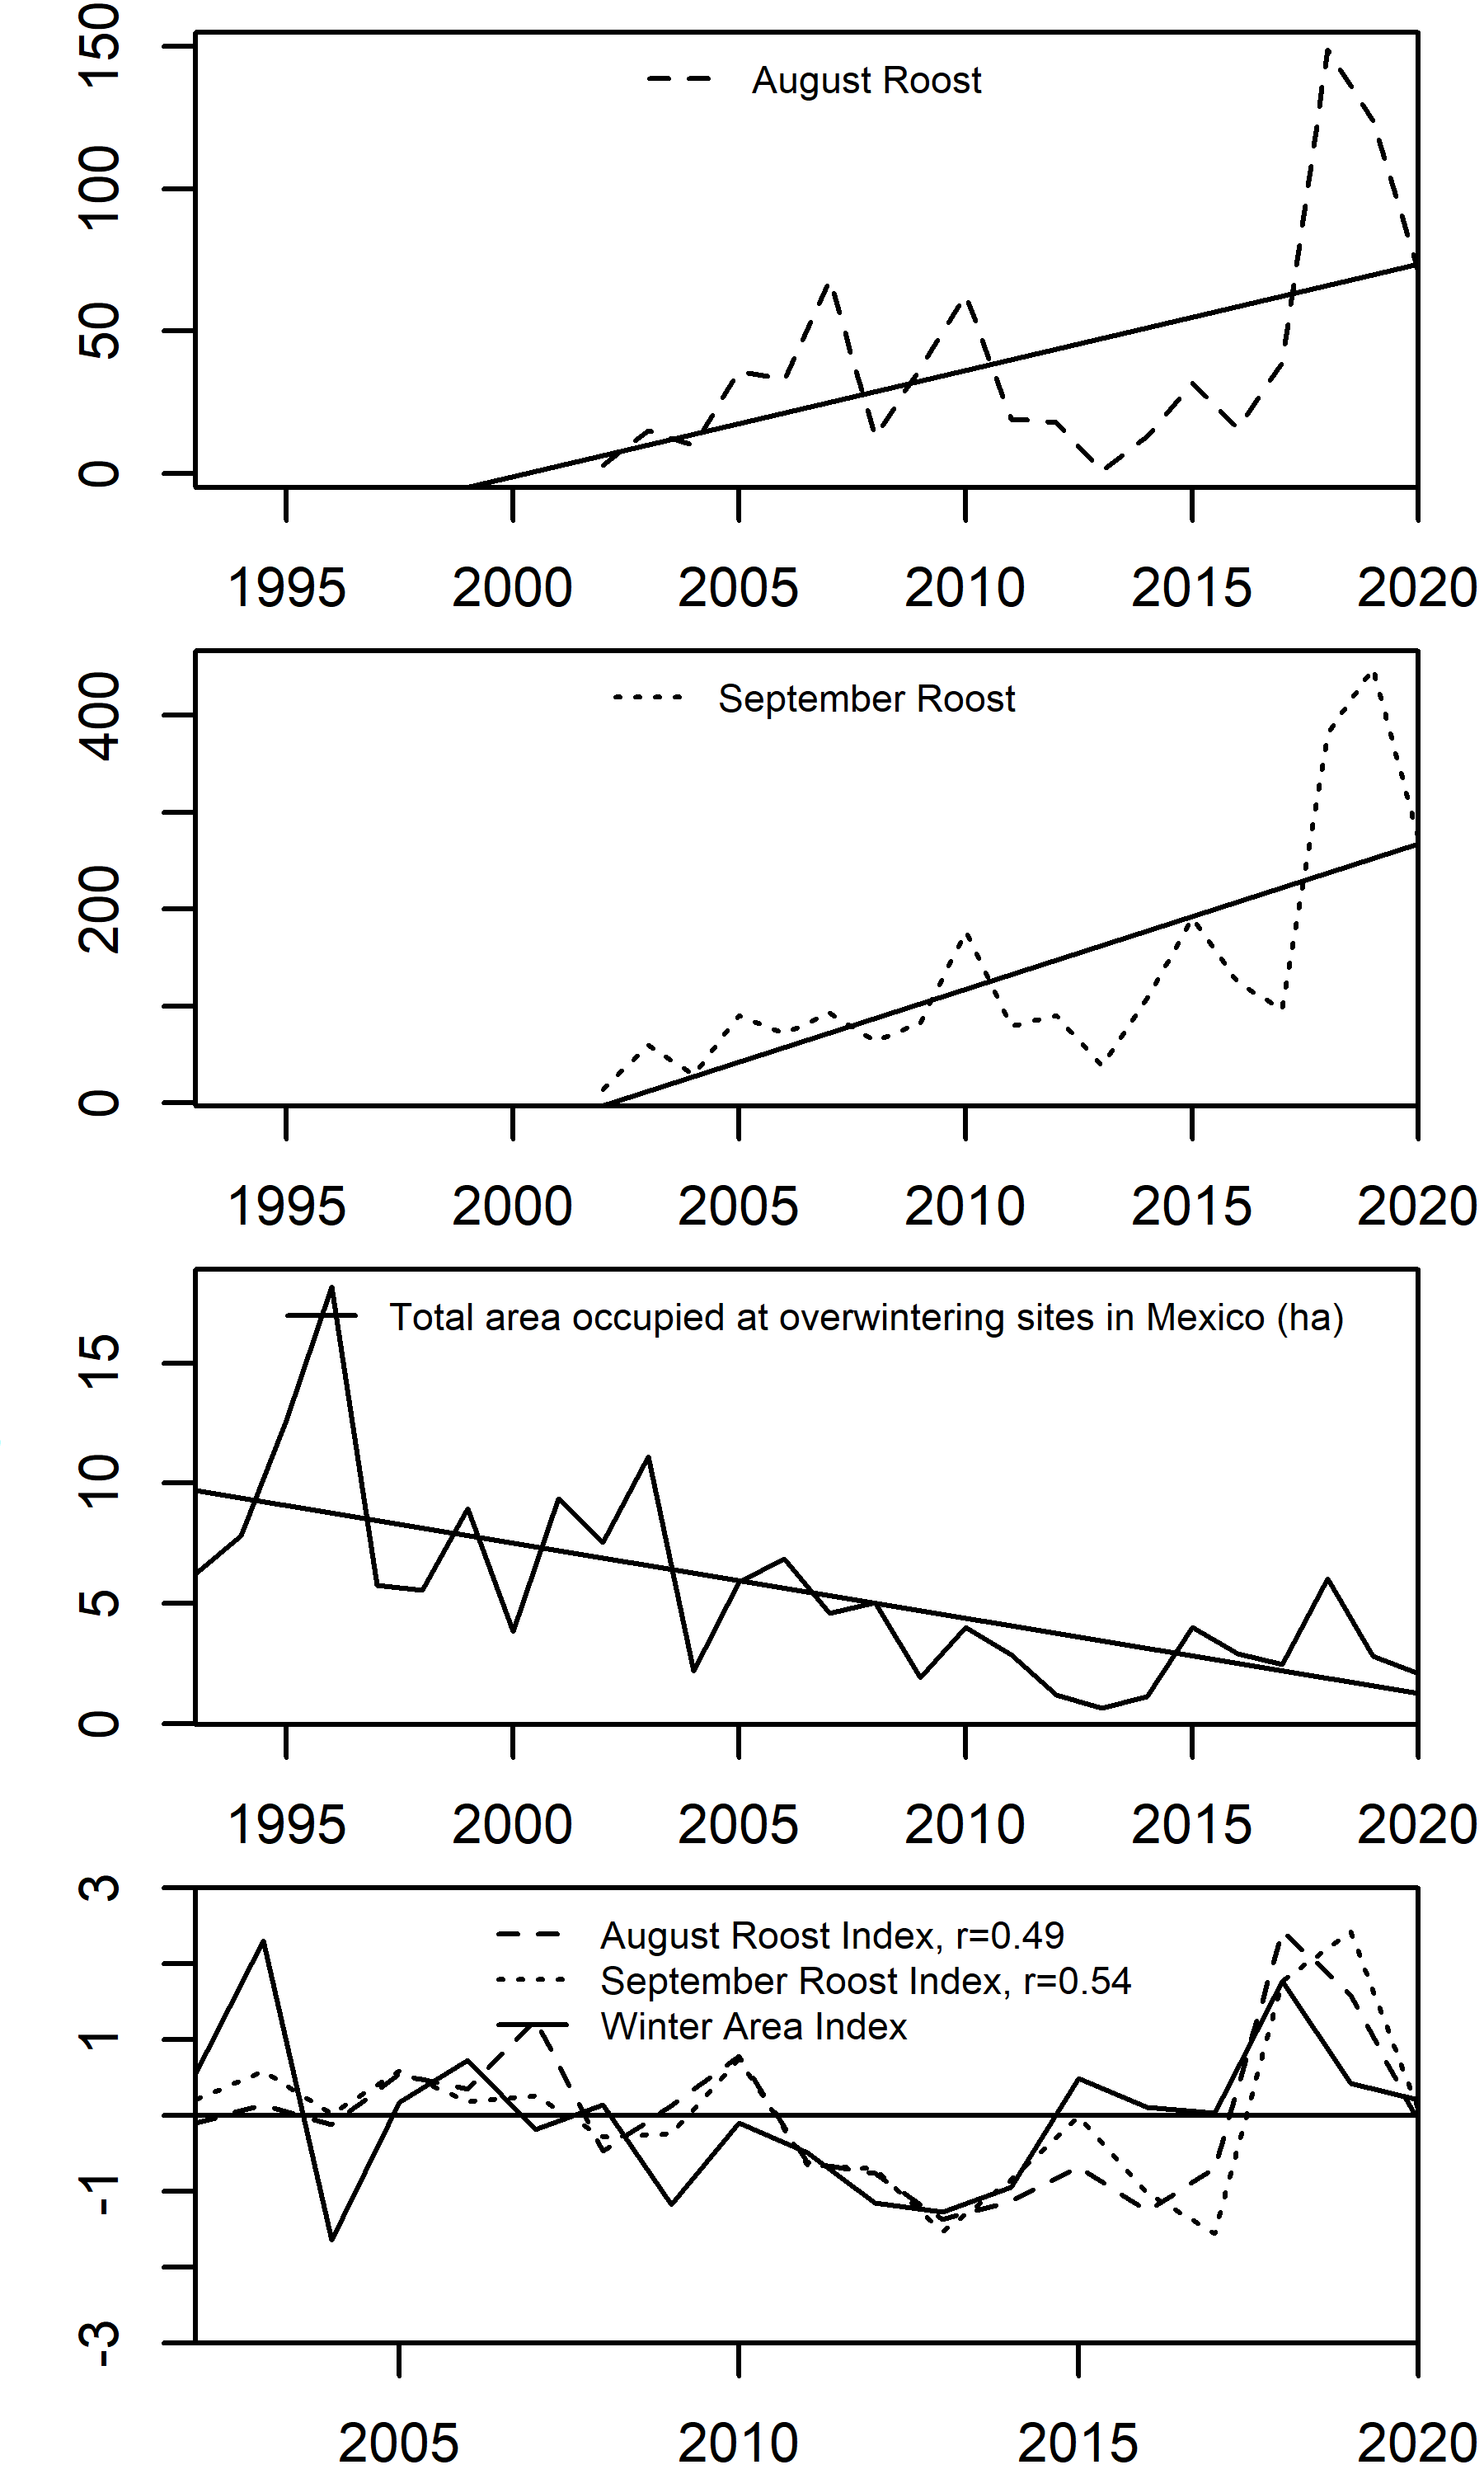 August Roost
150
100
50
0
1995 2000 2005 2010 2015 2020
September Roost
400
200
0
1995 2000 2005 2010 2015 2020
Total area occupied at overwintering sites in Mexico (ha)
15
10
5
0
1995 2000 2005 2010 2015 2020
August Roost Index, r=0.49
September Roost Index, r=0.54
Winter Area Index
3
1
-1
-3
2005 2010 2015 2020